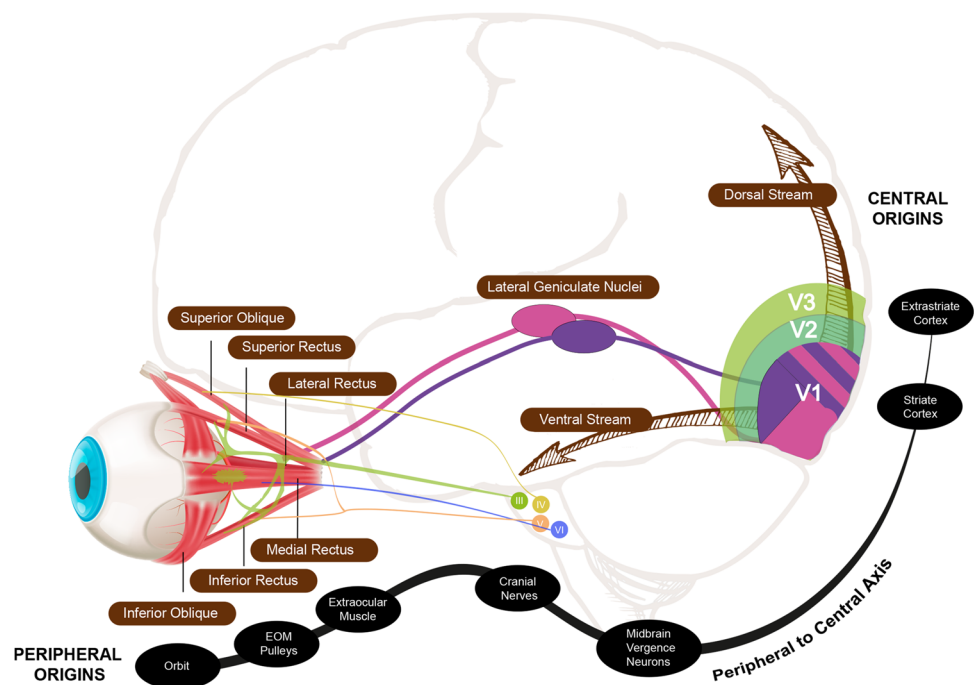 Dorsal Stream
CENTRAL
ORIGINS
Lateral Geniculate Nuclei
V3
V2
V1
Extrastriate
Cortex
Striate
Cortex
Superior Oblique
Superior Rectus
Lateral Rectus
Ventral Stream
III
IV
V
VI
Medial Rectus
Inferior Rectus
Inferior Oblique
PERIPHERAL
ORIGINS
Orbit
EOM
Pulleys
Extraocular
Muscle
Cranial
Nerves
Midbrain
Vergence
Neurons
Peripheral to Central Axis